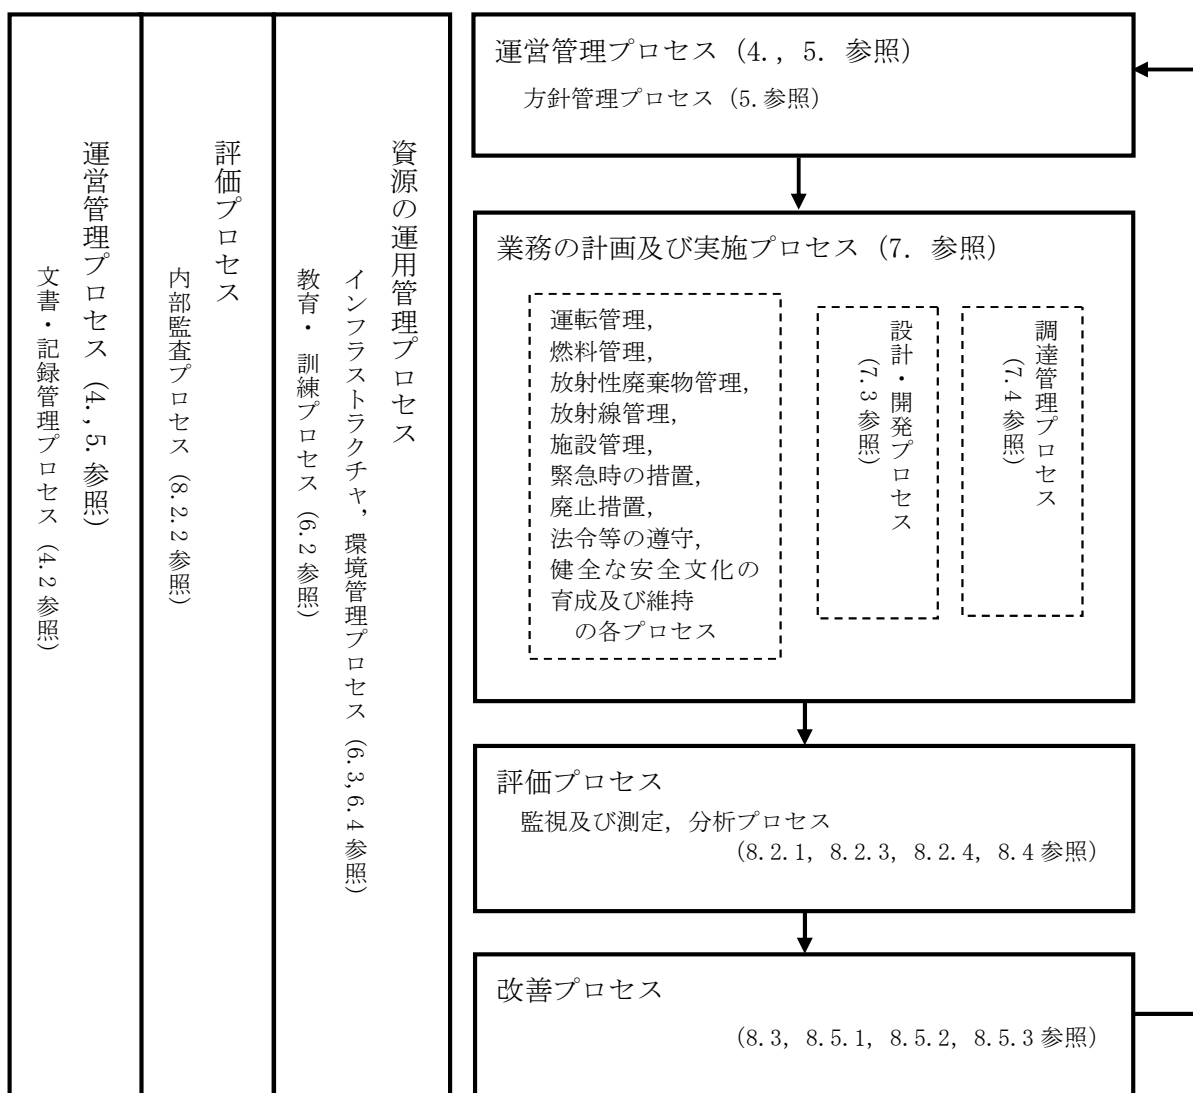 運営管理プロセス（4.，5.参照）
文書・記録管理プロセス（4.2参照）
評価プロセス
内部監査プロセス（8.2.2参照）
資源の運用管理プロセス
インフラストラクチャ，環境管理プロセス（6.3,6.4参照）
教育・訓練プロセス（6.2参照）
運営管理プロセス（4.，5. 参照）
方針管理プロセス（5.参照）
業務の計画及び実施プロセス（7. 参照）
運転管理，
燃料管理，
放射性廃棄物管理，
放射線管理，
施設管理，
緊急時の措置，
廃止措置，
法令等の遵守，
健全な安全文化の
育成及び維持
の各プロセス
設計・開発プロセス
（7.3参照）
調達管理プロセス
（7.4参照）
評価プロセス
監視及び測定，分析プロセス
（8.2.1，8.2.3，8.2.4，8.4参照）
改善プロセス
（8.3，8.5.1，8.5.2，8.5.3参照）